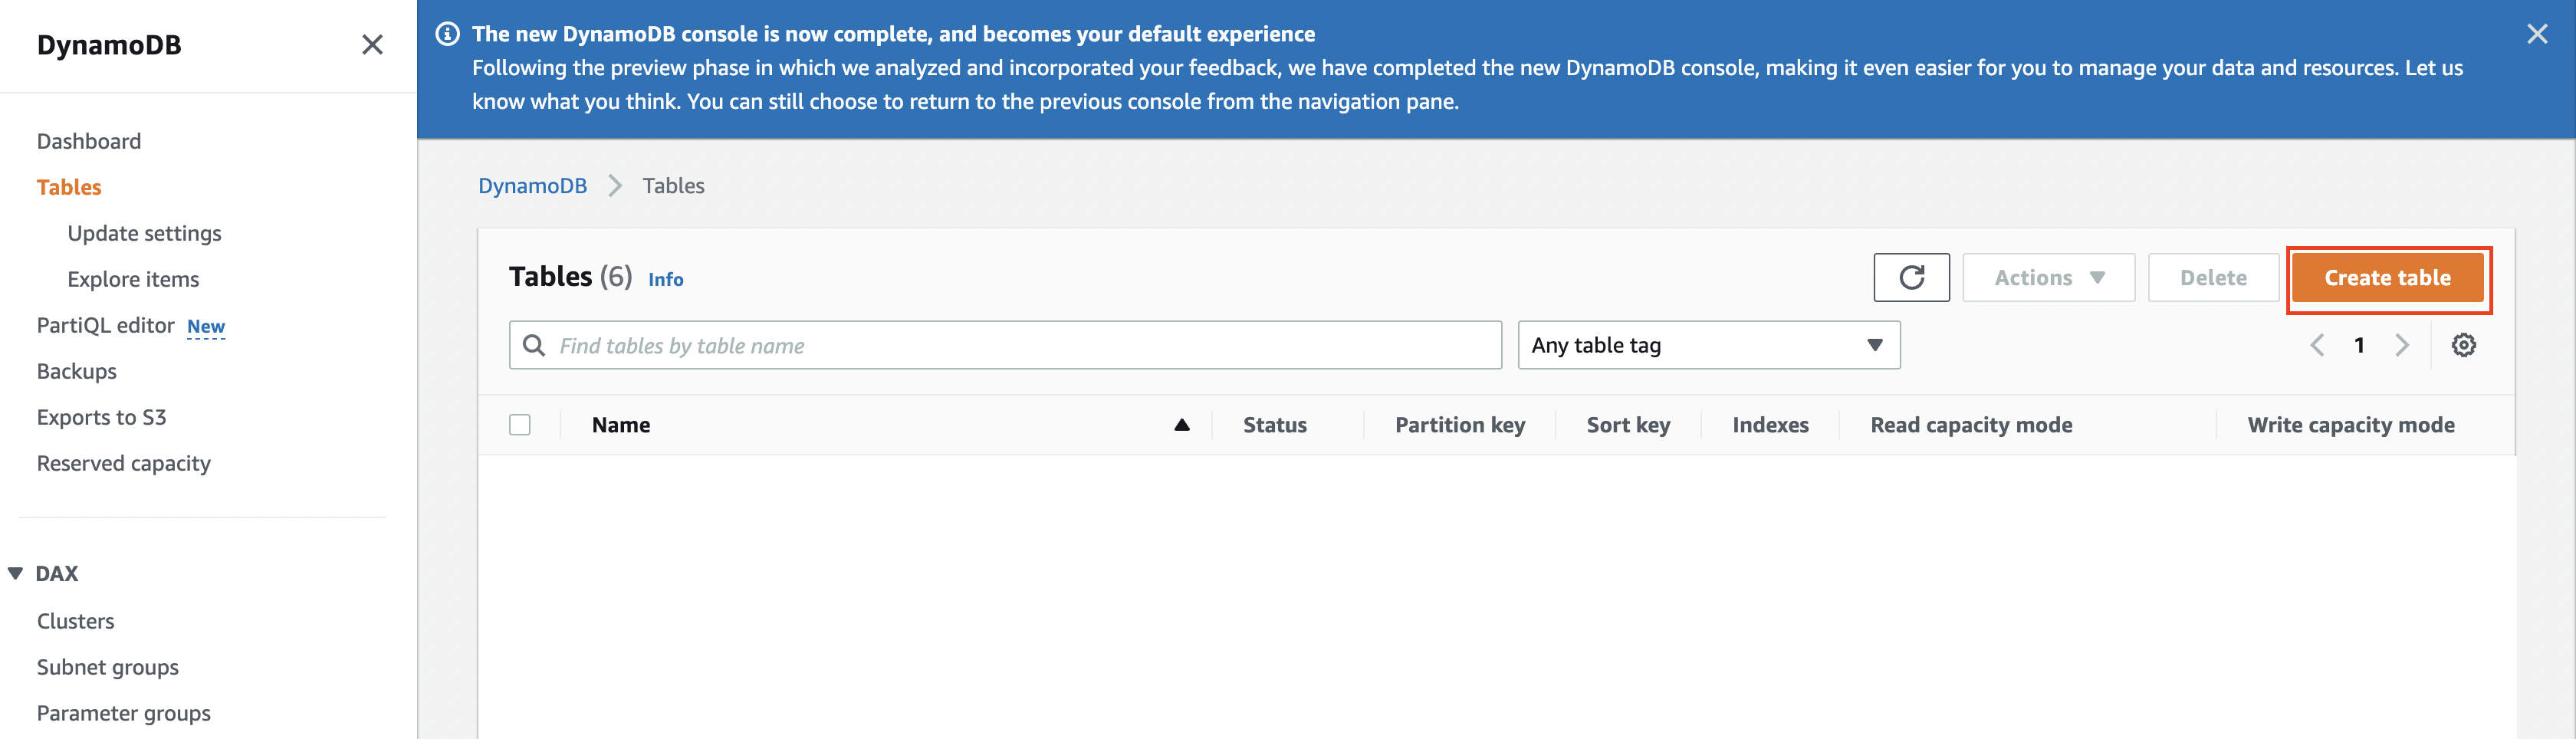 DynamoDB
Dashboard
Tables
Update settings
Explore items
PartiQL editor New
Backups
Exports to S3
Reserved capacity
DAX
Clusters
Subnet groups
Parameter groups
The new DynamoDB console is now complete, and becomes your default experience
Following the preview phase in which we analyzed and incorporated your feedback, we have completed the new DynamoDB console, making it even easier for you to manage your data and resources. Let us
know what you think. You can still choose to return to the previous console from the navigation pane.
DynamoDB Tables
Tables (6) Info Actions Delete Create table
Find tables by table name Any table tag 1
Name Status Partition key Sort key Indexes Read capacity mode Write capacity mode